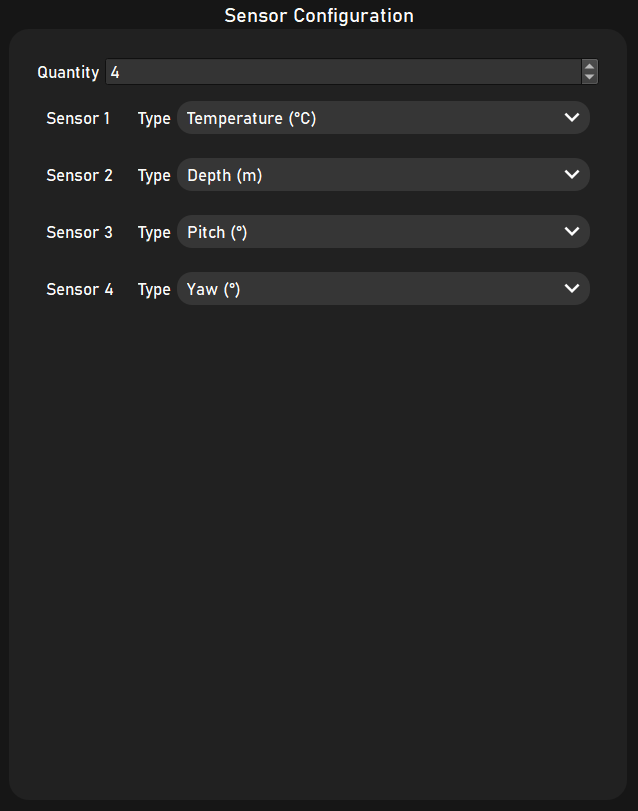 Sensor Configuration
Quantity 4
Sensor 1 Type Temperature (°C)
Sensor 2 Type Depth (m)
Sensor 3 Type Pitch (°)
Sensor 4 Type Yaw (°)